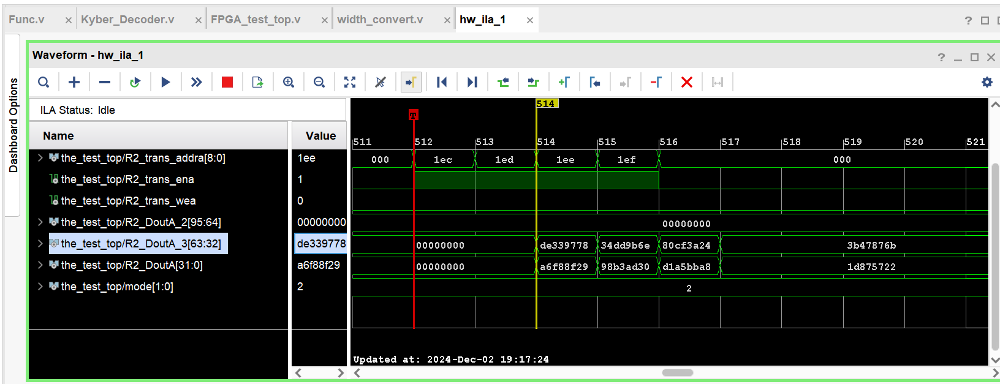 Func.v × Kyber_Decoder.v × FPGA_test_top.v × width_convert.v × hw_ila_1 × ?
Dashboard Options
Waveform - hw_ila_1 ?
ILA Status: Idle
Name Value
514
T
511 512 513 514 515 516 517 518 519 520 521
the_test_top/R2_trans_addra[8:0] 1ee 000 1ec 1ed 1ee 1ef 000
the_test_top/R2_trans_ena 1
the_test_top/R2_trans_wea 0
the_test_top/R2_DoutA_2[95:64] 00000000 00000000
the_test_top/R2_DoutA_3[63:32] de339778 00000000 de339778 34dd9b6e 80cf3a24 3b47876b
the_test_top/R2_DoutA[31:0] a6f88f29 00000000 a6f88f29 98b3ad30 d1a5bba8 1d875722
the_test_top/mode[1:0] 2 2
Updated at: 2024-Dec-02 19:17:24